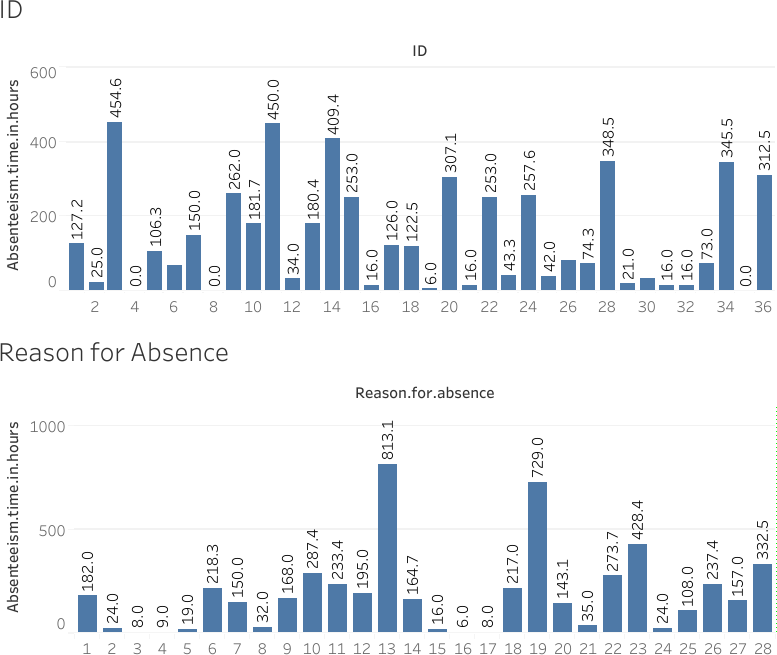 ID
ID
Absenteeism.time.in.hours
600
400
200
0
127.2 25.0 454.6 0.0 106.3 150.0 0.0 262.0 181.7 450.0 34.0 180.4 409.4 253.0 16.0 126.0 122.5 6.0 307.1 16.0 253.0 43.3 257.6 42.0 74.3 348.5 21.0 16.0 16.0 73.0 345.5 0.0 312.5
2 4 6 8 10 12 14 16 18 20 22 24 26 28 30 32 34 36
Reason for Absence
Reason.for.absence
Absenteeism.time.in.hours
1000
500
0
182.0 24.0 8.0 9.0 19.0 218.3 150.0 32.0 168.0 287.4 233.4 195.0 813.1 164.7 16.0 6.0 8.0 217.0 729.0 143.1 35.0 273.7 428.4 24.0 108.0 237.4 157.0 332.5
1 2 3 4 5 6 7 8 9 10 11 12 13 14 15 16 17 18 19 20 21 22 23 24 25 26 27 28